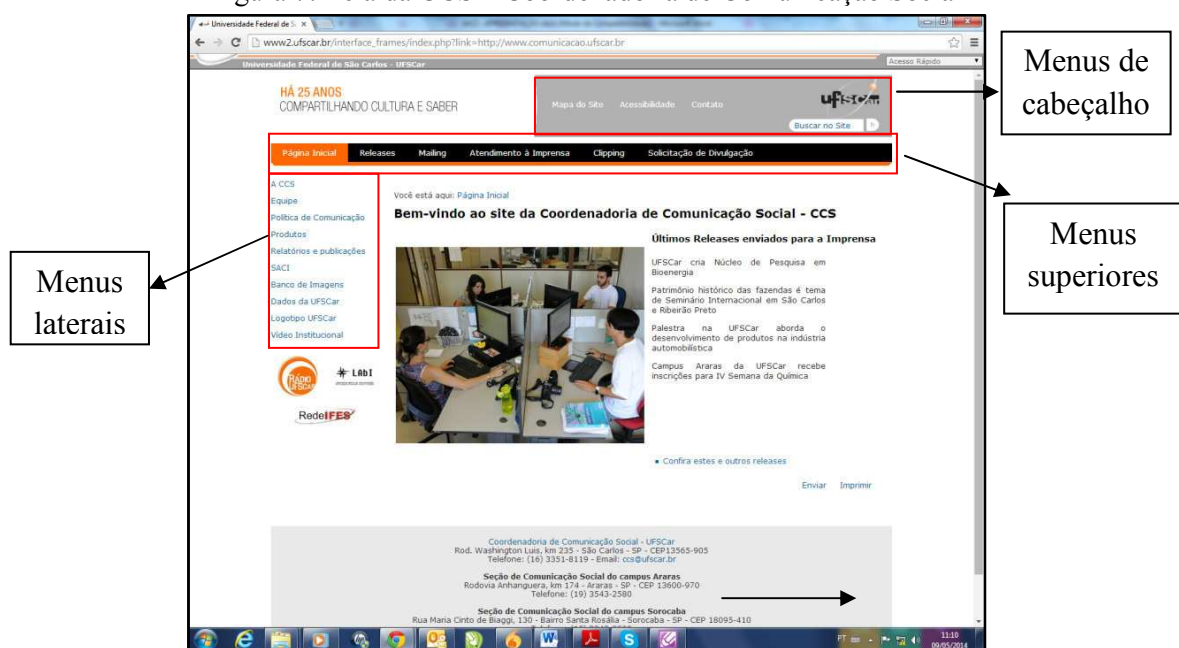 Universidade Federal de S
www2.ufscar.br/interface_frames/index.php?link=http://www.comunicacao.ufscar.br
Universidade Federal de São Carlos - UFSCar
Acesso Rápido
Menus de
cabeçalho
HÁ 25 ANOS
COMPARTILHANDO CULTURA E SABER
Mapa do Site Acessibilidade Contato
ufscar
Buscar no Site
Página Inicial Releases Mailing Atendimento à Imprensa Clipping Solicitação de Divulgação
Menus
superiores
Menus
laterais
A CCS
Equipe
Política de Comunicação
Produtos
Relatórios e publicações
SACI
Banco de Imagens
Dados da UFSCar
Logotipo UFSCar
Vídeo Institucional
RÁDIO
UFSCar
LAbI
RedeIFES
Você está aqui: Página Inicial
Bem-vindo ao site da Coordenadoria de Comunicação Social - CCS
Últimos Releases enviados para a Imprensa
UFSCar cria Núcleo de Pesquisa em
Bioenergia
Patrimônio histórico das fazendas é tema
de Seminário Internacional em São Carlos
e Ribeirão Preto
Palestra na UFSCar aborda o
desenvolvimento de produtos na indústria
automobilística
Campus Araras da UFSCar recebe
inscrições para IV Semana da Química
Confira estes e outros releases
Enviar Imprimir
Coordenadoria de Comunicação Social - UFSCar
Rod. Washington Luis, km 235 - São Carlos - SP - CEP13565-905
Telefone: (16) 3351-8119 - Email: ccs@ufscar.br
Seção de Comunicação Social do campus Araras
Rodovia Anhanguera, km 174 - Araras - SP - CEP 13600-970
Telefone: (19) 3543-2580
Seção de Comunicação Social do campus Sorocaba
Rua Maria Cinto de Biaggi, 130 - Bairro Santa Rosália - Sorocaba - SP - CEP 18095-410
PT
11:10
09/05/2014